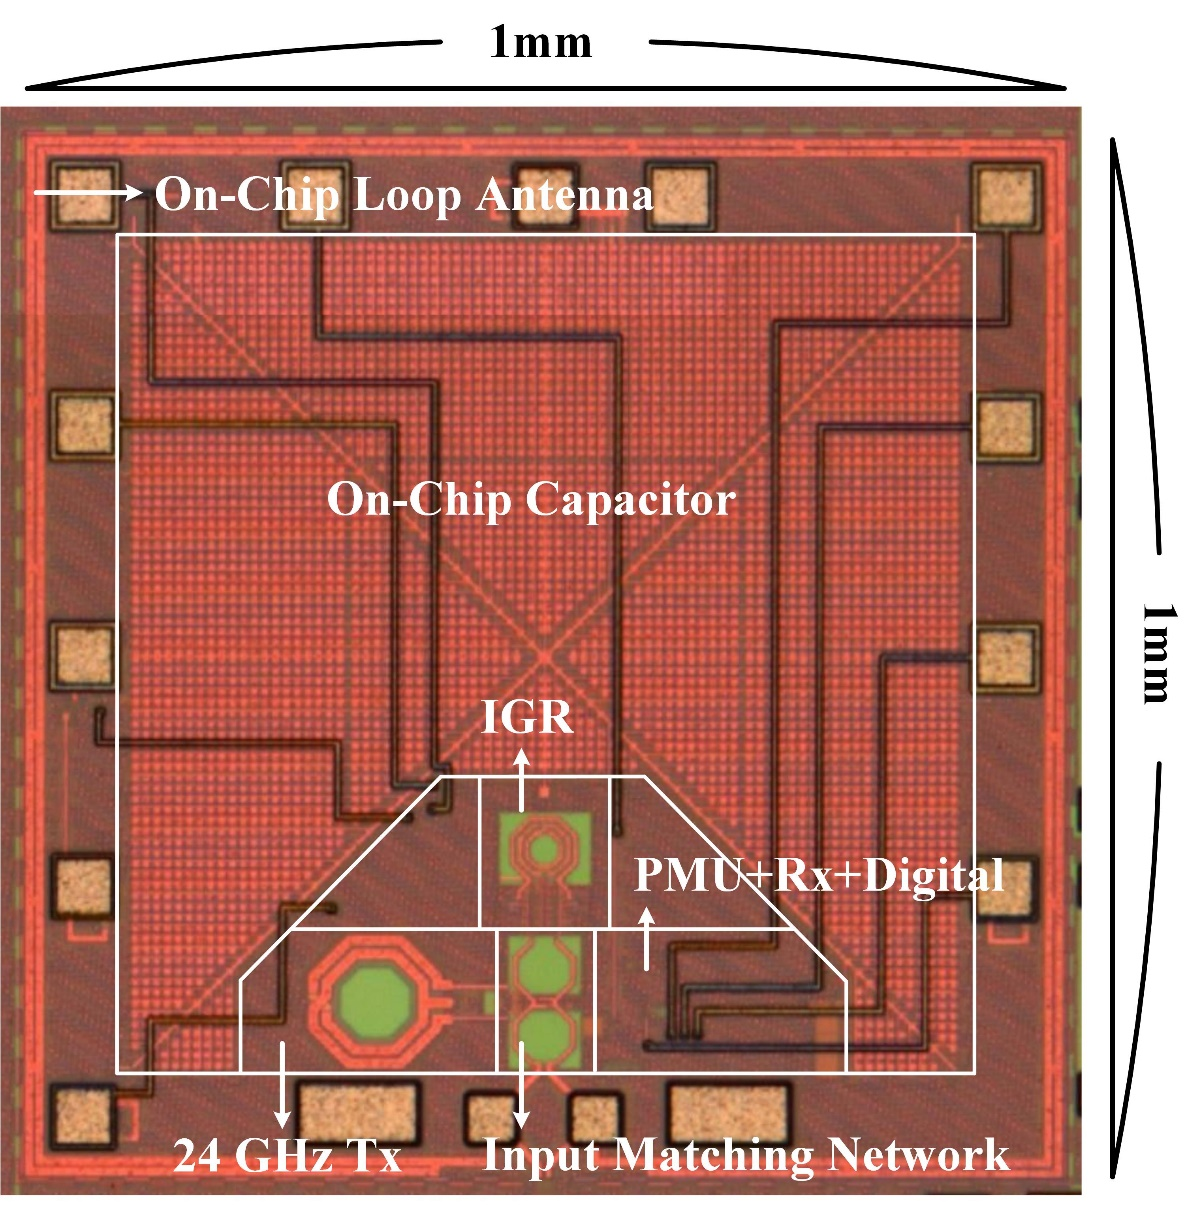 1mm
On-Chip Loop Antenna
On-Chip Capacitor
1mm
IGR
PMU+Rx+Digital
24 GHz Tx
Input Matching Network